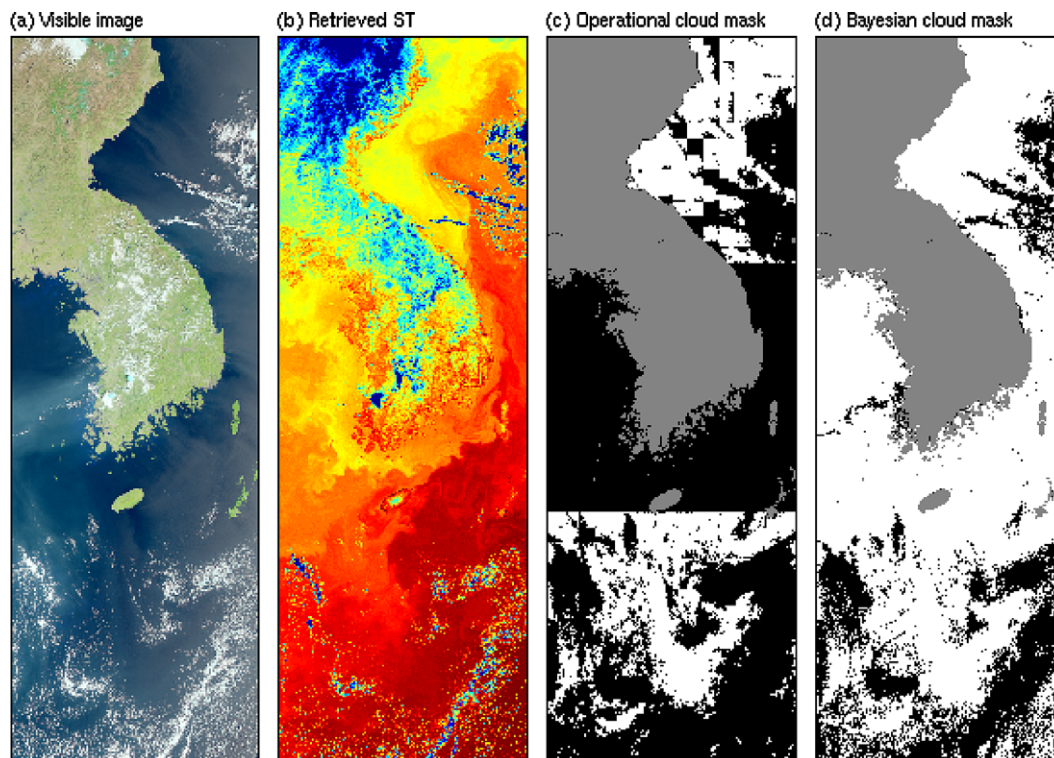 (a) Visible image
(b) Retrieved ST
(c) Operational cloud mask
(d) Bayesian cloud mask